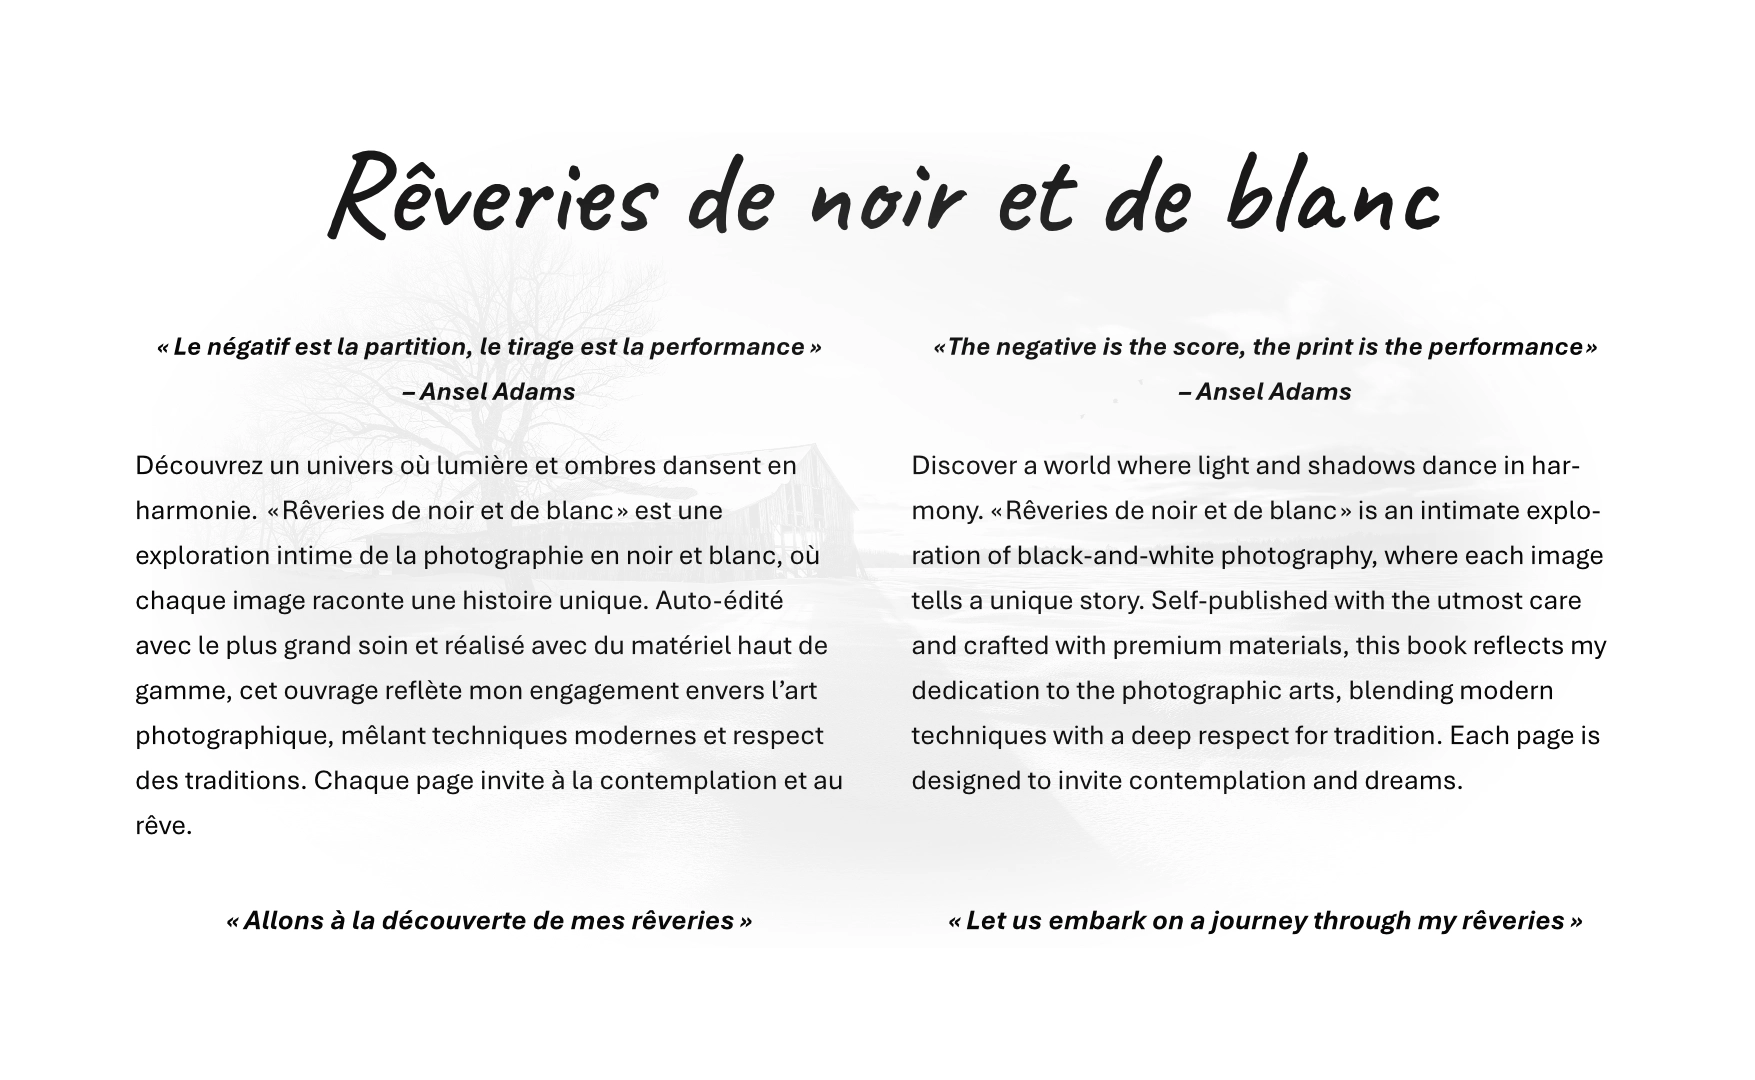 Rêveries de noir et de blanc
« Le négatif est la partition, le tirage est la performance »
– Ansel Adams
Découvrez un univers où lumière et ombres dansent en
harmonie. «Rêveries de noir et de blanc» est une
exploration intime de la photographie en noir et blanc, où
chaque image raconte une histoire unique. Auto-édité
avec le plus grand soin et réalisé avec du matériel haut de
gamme, cet ouvrage reflète mon engagement envers l’art
photographique, mêlant techniques modernes et respect
des traditions. Chaque page invite à la contemplation et au
rêve.
« Allons à la découverte de mes rêveries »
«The negative is the score, the print is the performance»
– Ansel Adams
Discover a world where light and shadows dance in har-
mony. «Rêveries de noir et de blanc» is an intimate explo-
ration of black-and-white photography, where each image
tells a unique story. Self-published with the utmost care
and crafted with premium materials, this book reflects my
dedication to the photographic arts, blending modern
techniques with a deep respect for tradition. Each page is
designed to invite contemplation and dreams.
« Let us embark on a journey through my rêveries »